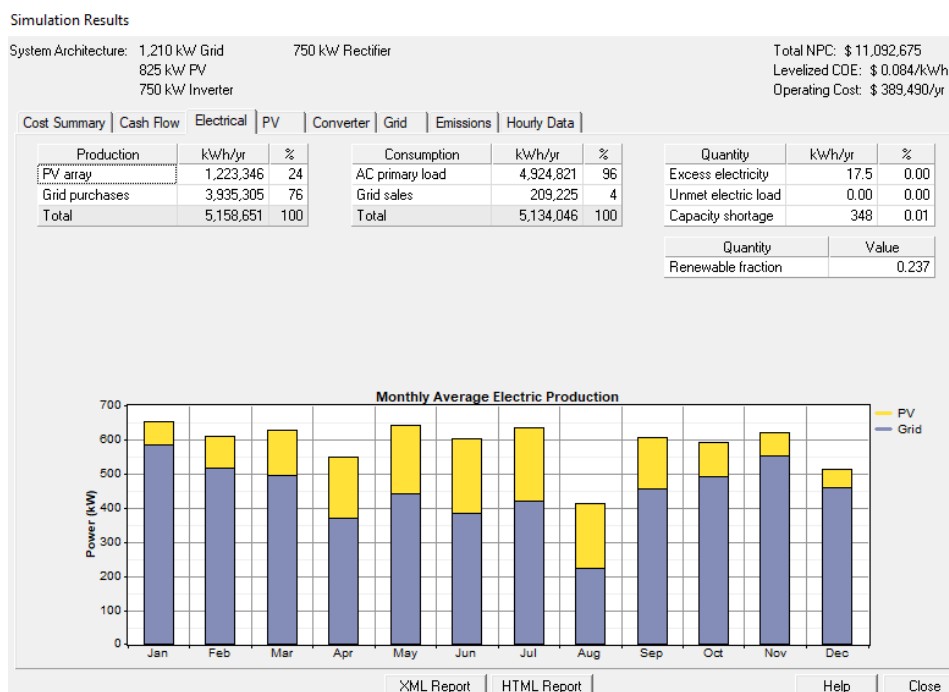 Simulation Results
System Architecture: 1,210 kW Grid 750 kW Rectifier Total NPC: $ 11,092,675
825 kW PV Levelized COE: $ 0.084/kWh
750 kW Inverter Operating Cost: $ 389,490/yr
Cost Summary Cash Flow Electrical PV Converter Grid Emissions Hourly Data
Production kWh/yr %
PV array 1,223,346 24
Grid purchases 3,935,305 76
Total 5,158,651 100
Consumption kWh/yr %
AC primary load 4,924,821 96
Grid sales 209,225 4
Total 5,134,046 100
Quantity kWh/yr %
Excess electricity 17.5 0.00
Unmet electric load 0.00 0.00
Capacity shortage 348 0.01
Quantity Value
Renewable fraction 0.237
Monthly Average Electric Production
Power (kW)
700
600
500
400
300
200
100
0
Jan Feb Mar Apr May Jun Jul Aug Sep Oct Nov Dec
PV
Grid
XML Report HTML Report Help Close